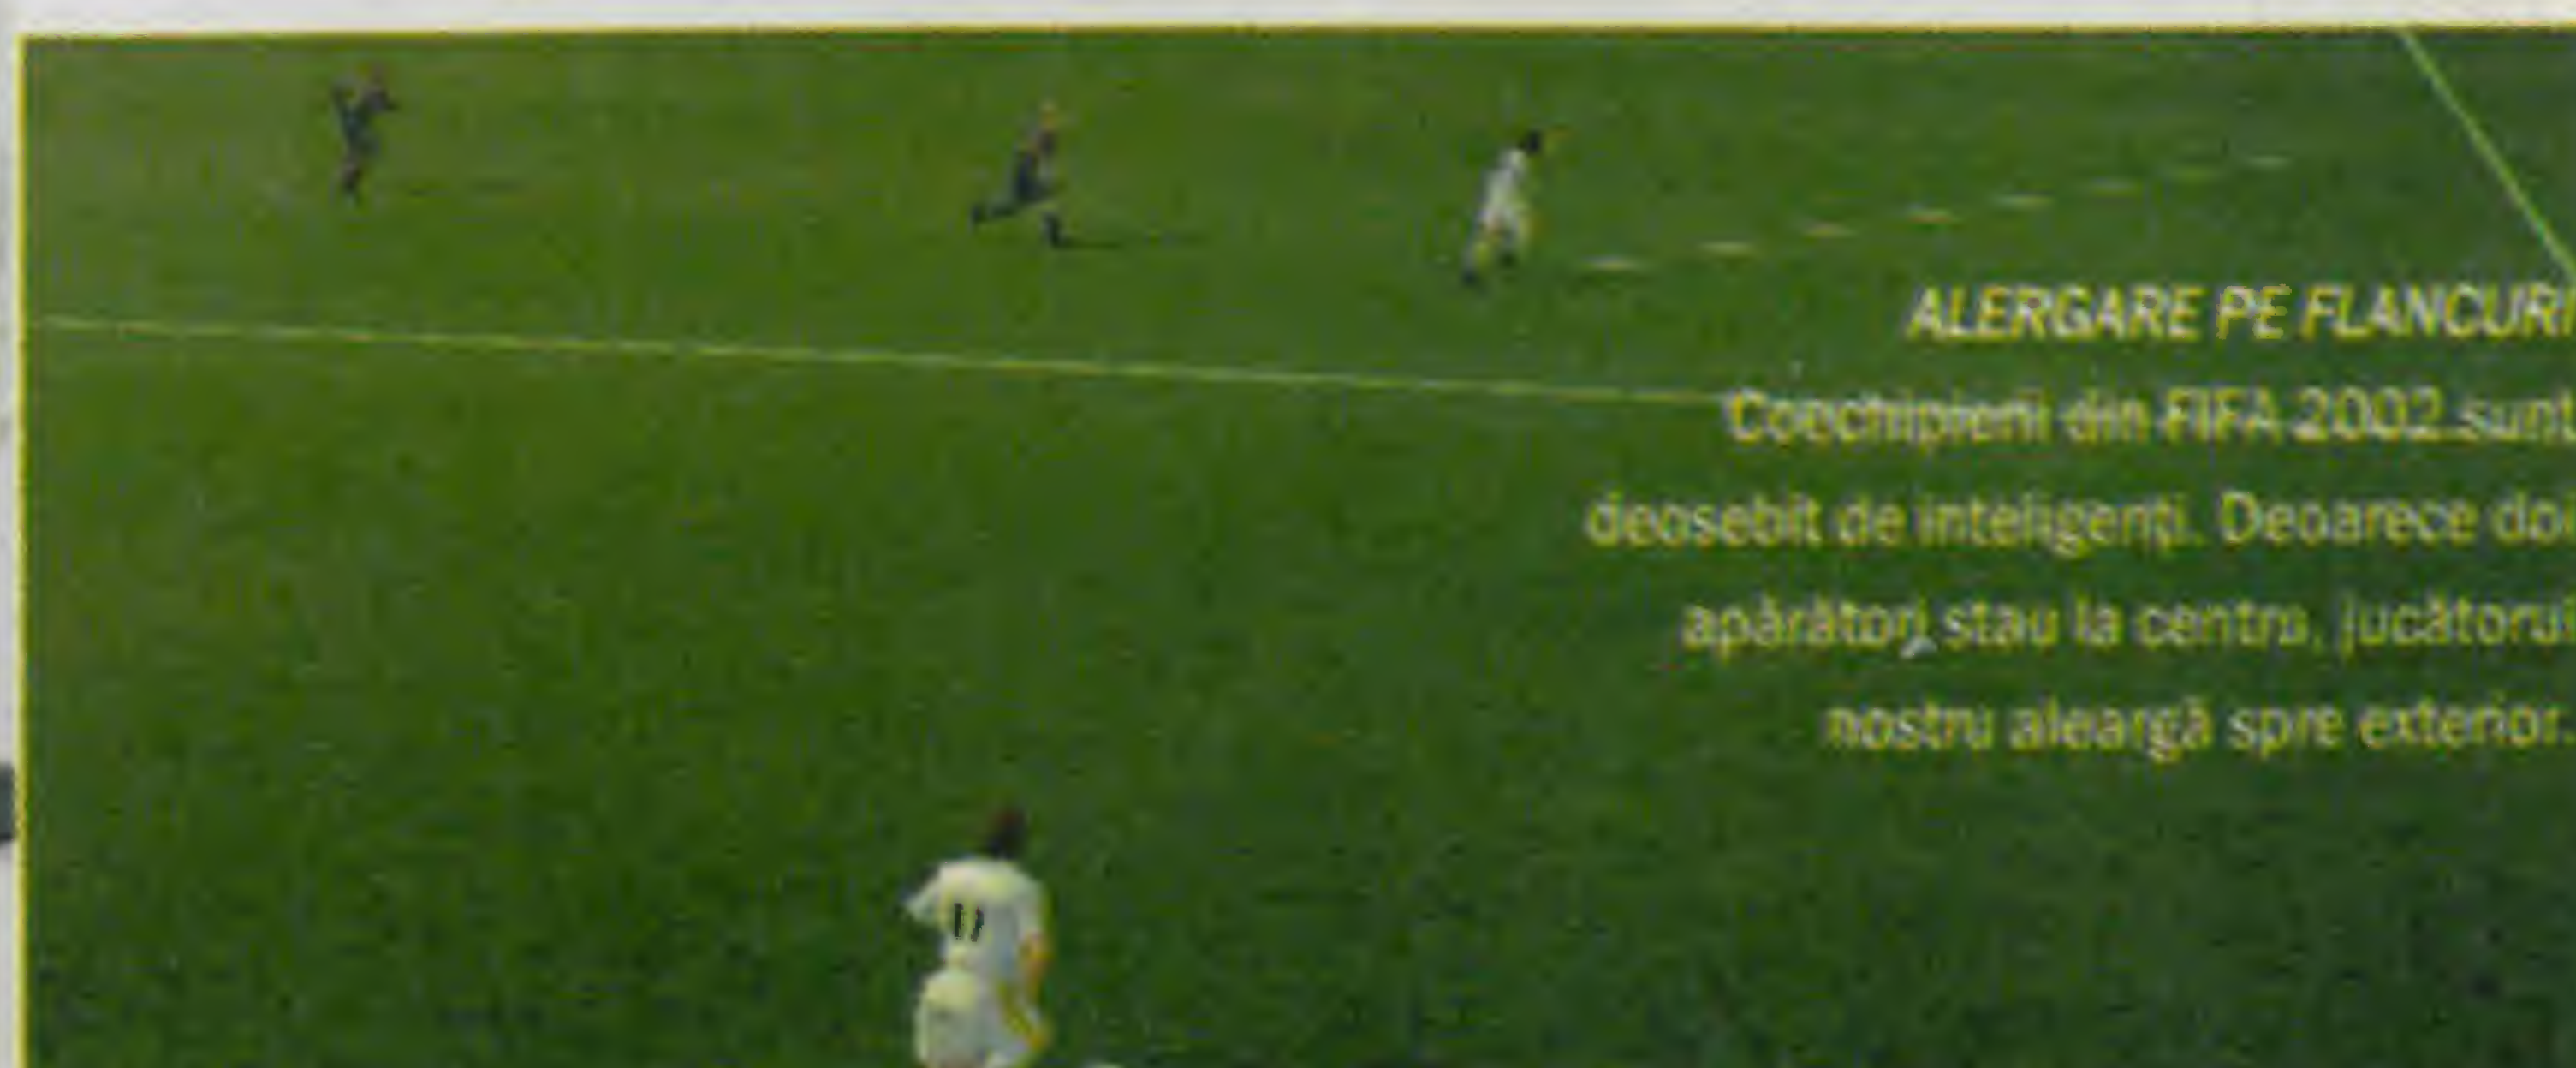 ALERGARE PE FLANCURI
Coechipierii din FIFA 2002 sunt
deosebit de inteligenți. Deoarece doi
apărători stau la centru, jucătorul
nostru aleargă spre exterior.